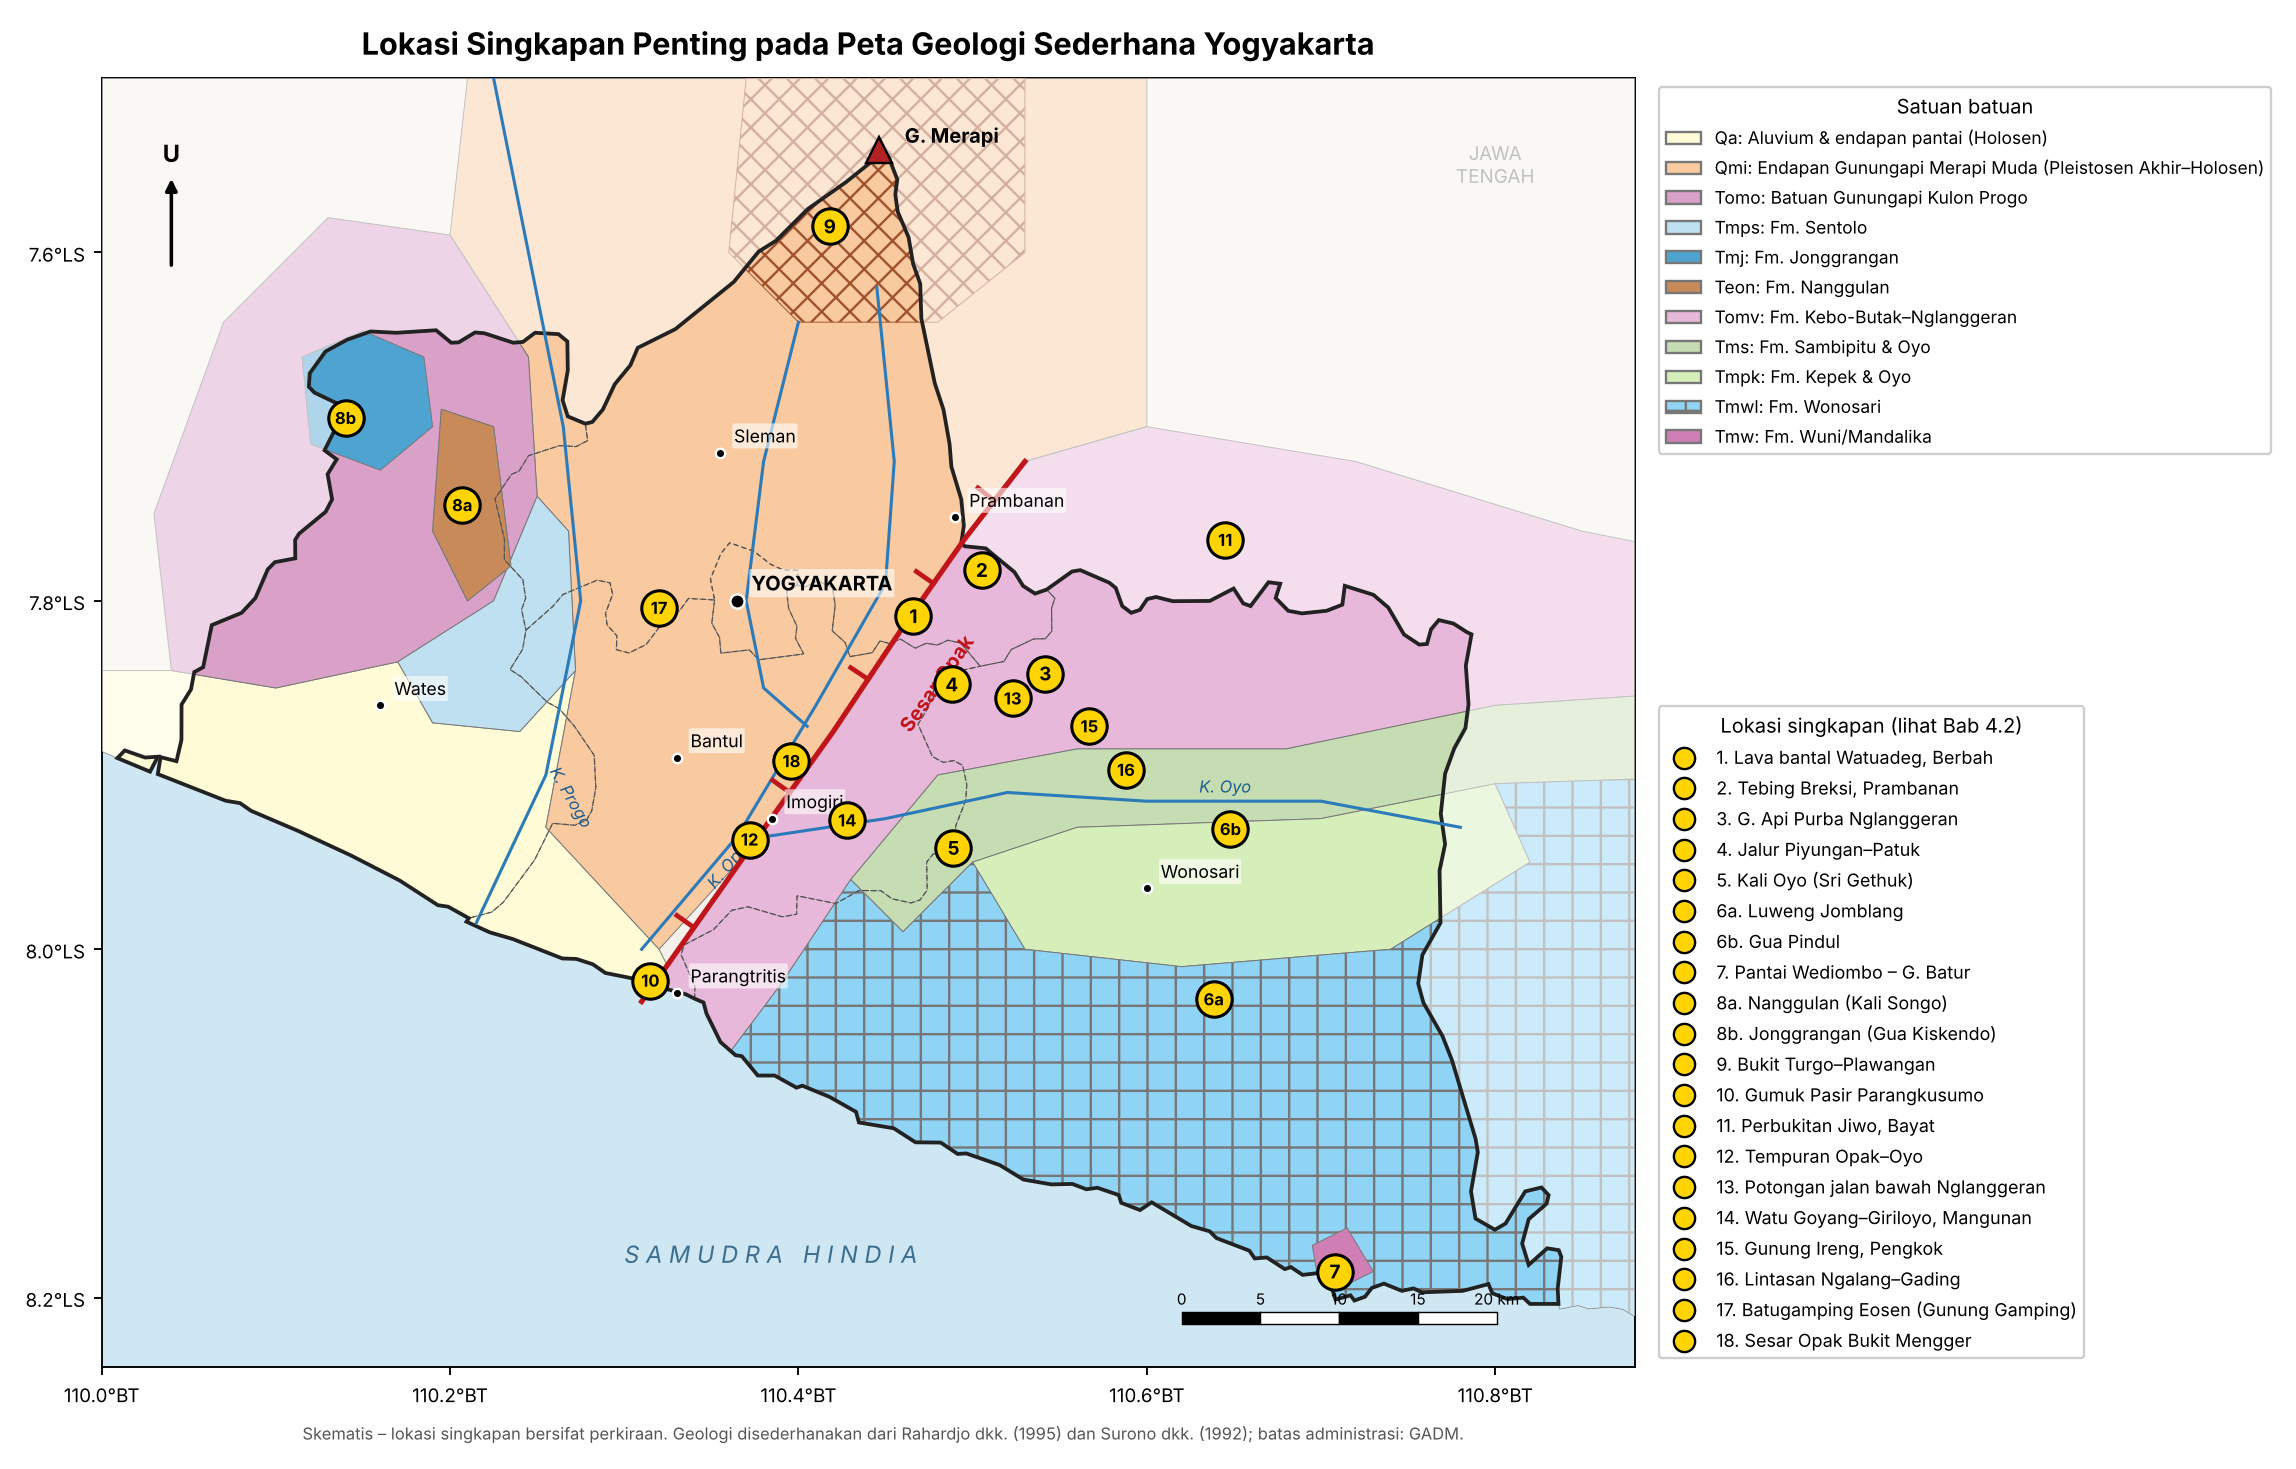 Lokasi Singkapan Penting pada Peta Geologi Sederhana Yogyakarta
U
G. Merapi
JAWA
TENGAH
7.6°LS
7.8°LS
8.0°LS
8.2°LS
9
8b
8a
Sleman
Prambanan
11
2
YOGYAKARTA
17
1
Sesar Opak
4
3
13
15
Wates
Bantul
18
16
K. Progo
Imogiri
K. Oyo
14
12
6b
5
K. Op
Wonosari
10
Parangtritis
6a
SAMUDRA HINDIA
7
0
5
10
15
20 km
110.0°BT
110.2°BT
110.4°BT
110.6°BT
110.8°BT
Satuan batuan
Qa: Aluvium & endapan pantai (Holosen)
Qmi: Endapan Gunungapi Merapi Muda (Pleistosen Akhir–Holosen)
Tomo: Batuan Gunungapi Kulon Progo
Tmps: Fm. Sentolo
Tmj: Fm. Jonggrangan
Teon: Fm. Nanggulan
Tomv: Fm. Kebo-Butak–Nglanggeran
Tms: Fm. Sambipitu & Oyo
Tmpk: Fm. Kepek & Oyo
Tmwl: Fm. Wonosari
Tmw: Fm. Wuni/Mandalika
Lokasi singkapan (lihat Bab 4.2)
1. Lava bantal Watuadeg, Berbah
2. Tebing Breksi, Prambanan
3. G. Api Purba Nglanggeran
4. Jalur Piyungan–Patuk
5. Kali Oyo (Sri Gethuk)
6a. Luweng Jomblang
6b. Gua Pindul
7. Pantai Wediombo – G. Batur
8a. Nanggulan (Kali Songo)
8b. Jonggrangan (Gua Kiskendo)
9. Bukit Turgo–Plawangan
10. Gumuk Pasir Parangkusumo
11. Perbukitan Jiwo, Bayat
12. Tempuran Opak–Oyo
13. Potongan jalan bawah Nglanggeran
14. Watu Goyang–Giriloyo, Mangunan
15. Gunung Ireng, Pengkok
16. Lintasan Ngalang–Gading
17. Batugamping Eosen (Gunung Gamping)
18. Sesar Opak Bukit Mengger
Skematis – lokasi singkapan bersifat perkiraan. Geologi disederhanakan dari Rahardjo dkk. (1995) dan Surono dkk. (1992); batas administrasi: GADM.